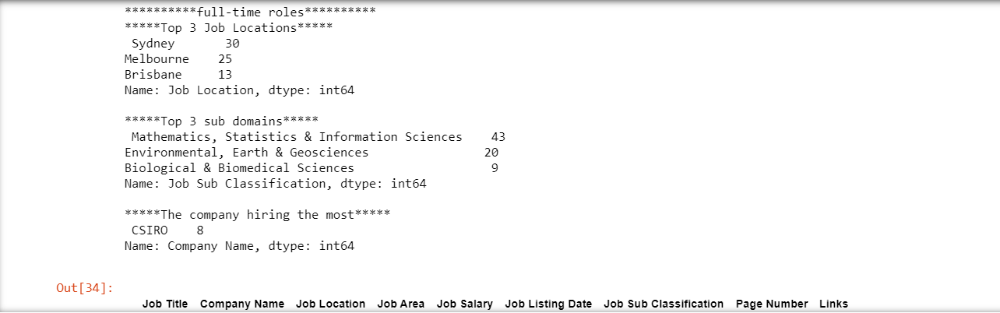 **********full-time roles**********
*****Top 3 Job Locations*****
Sydney 30
Melbourne 25
Brisbane 13
Name: Job Location, dtype: int64
*****Top 3 sub domains*****
Mathematics, Statistics & Information Sciences 43
Environmental, Earth & Geosciences 20
Biological & Biomedical Sciences 9
Name: Job Sub Classification, dtype: int64
*****The company hiring the most*****
CSIRO 8
Name: Company Name, dtype: int64
Out[34]:
Job Title Company Name Job Location Job Area Job Salary Job Listing Date Job Sub Classification Page Number Links